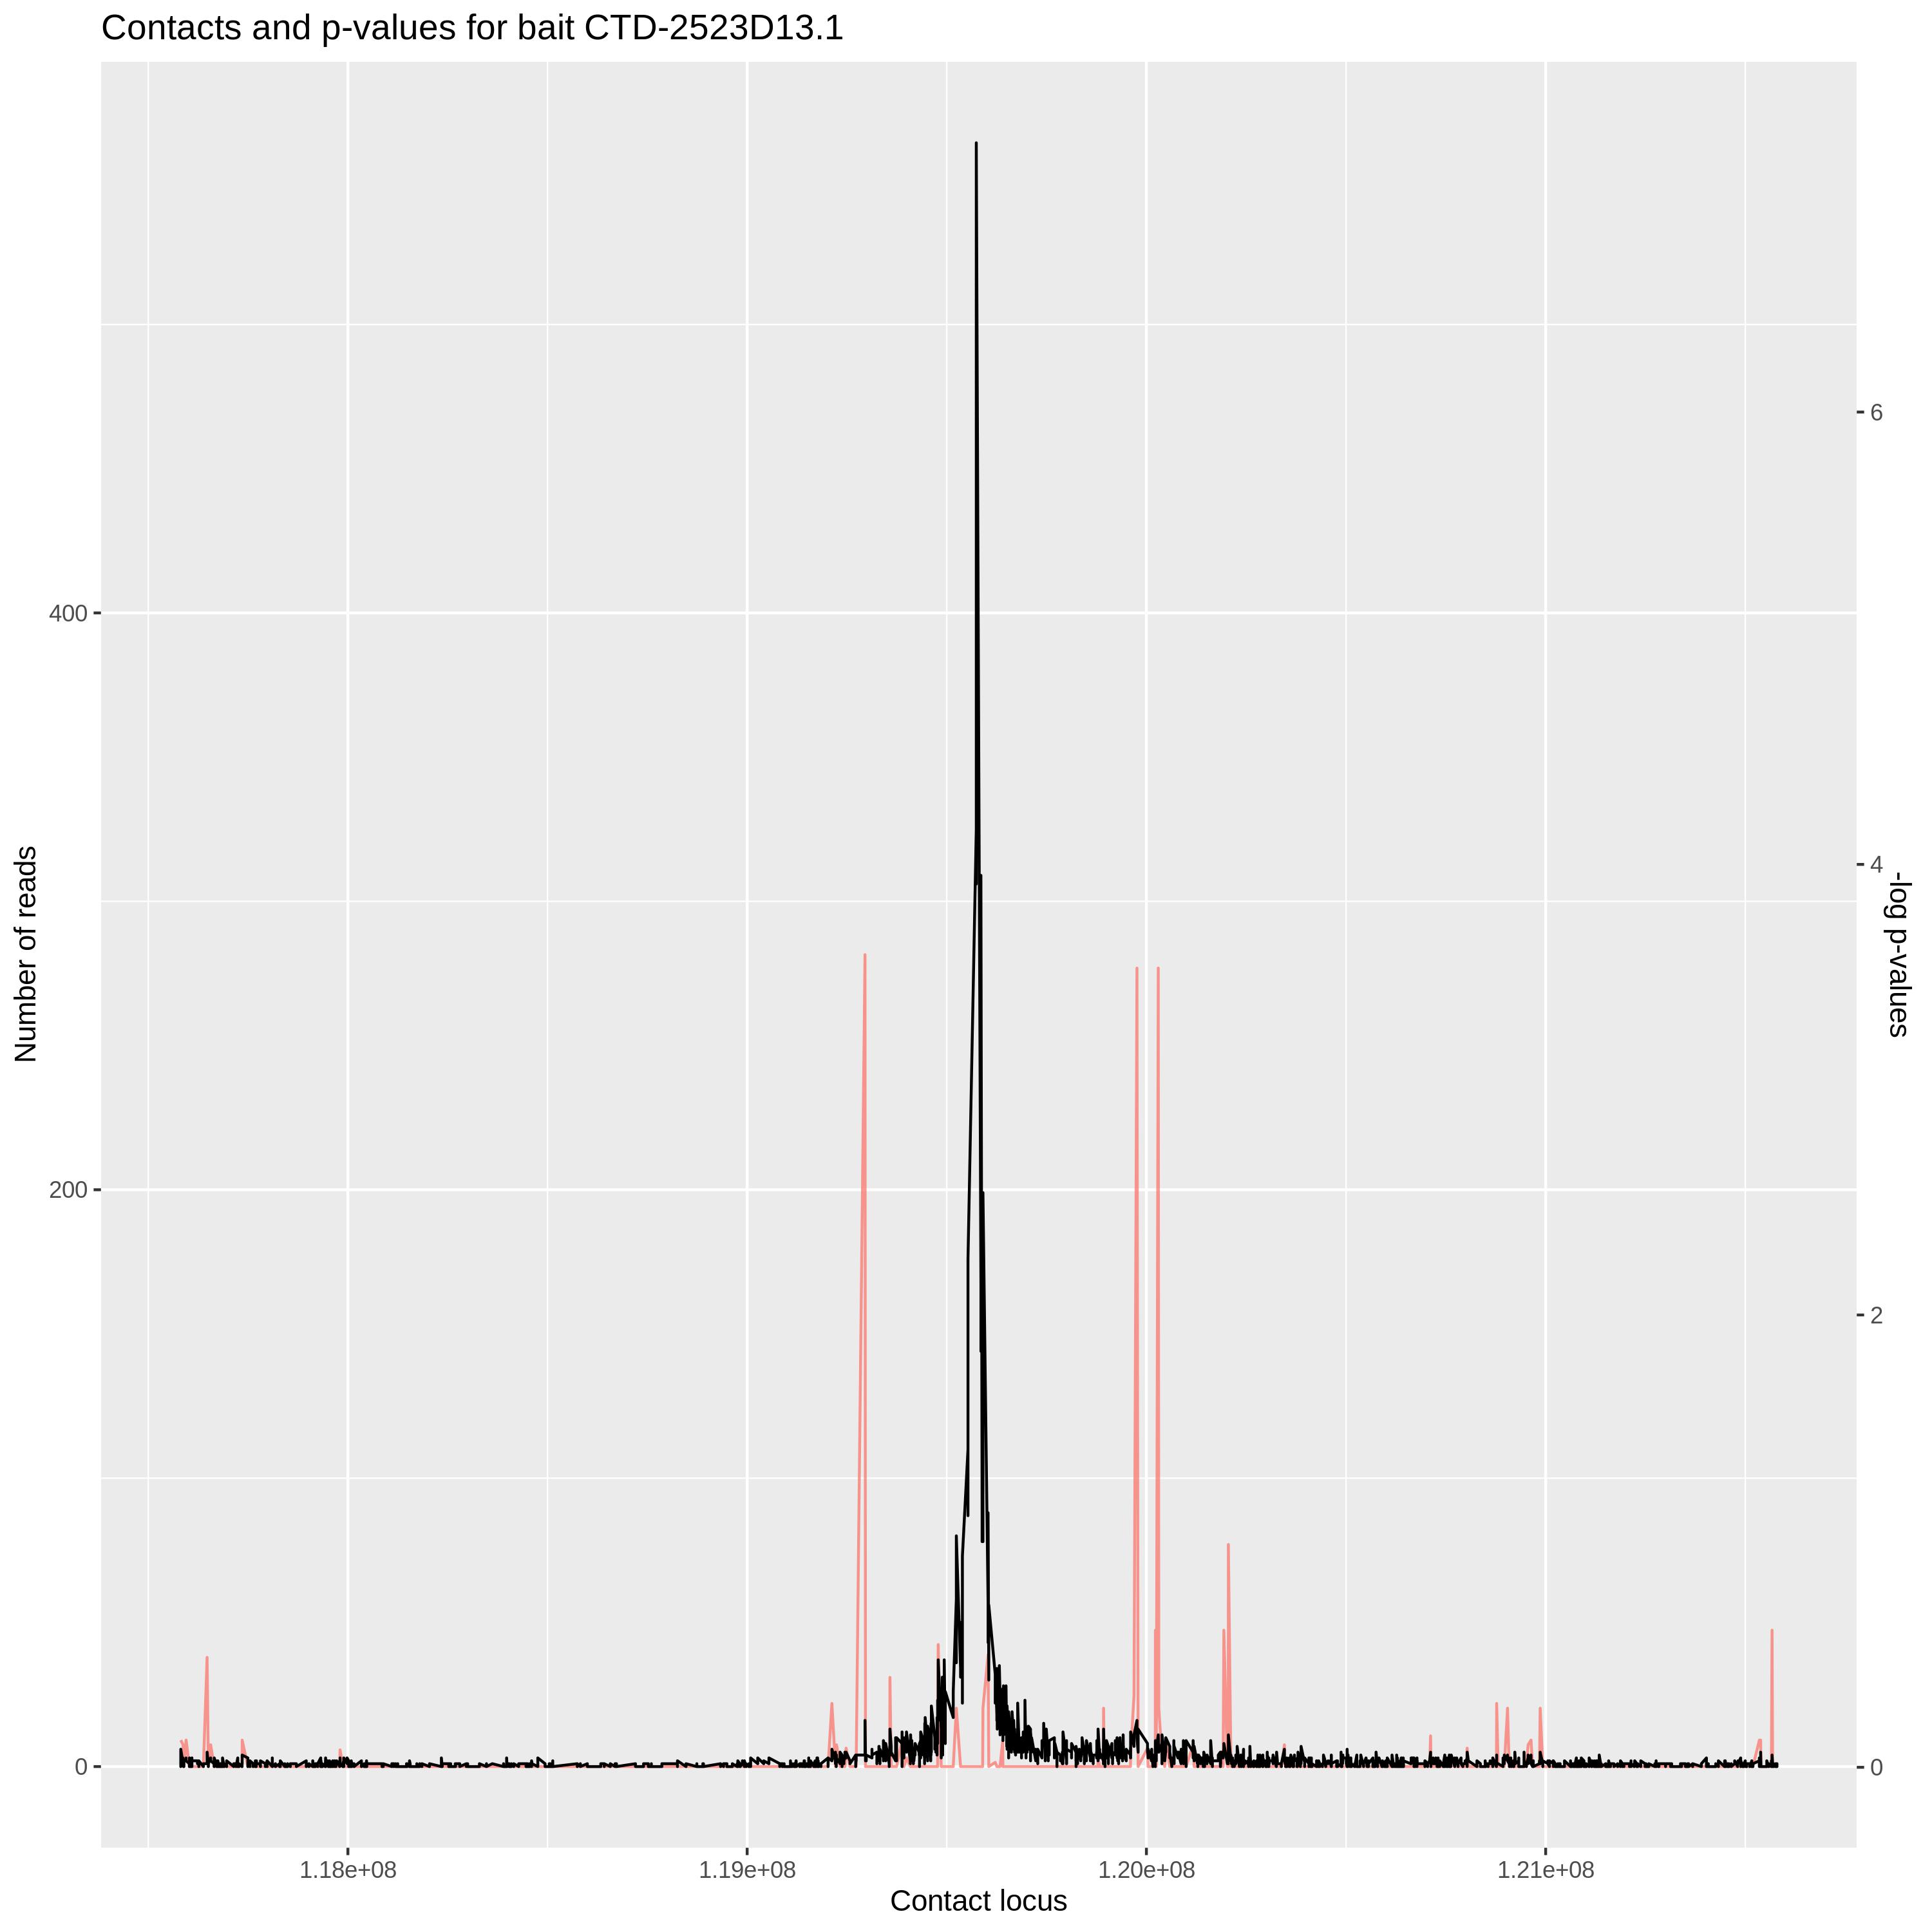 Contacts and p-values for bait CTD-2523D13.1
Number of reads
400
200
0
6
4
2
0
-log p-values
1.18e+08
1.19e+08
1.20e+08
1.21e+08
Contact locus